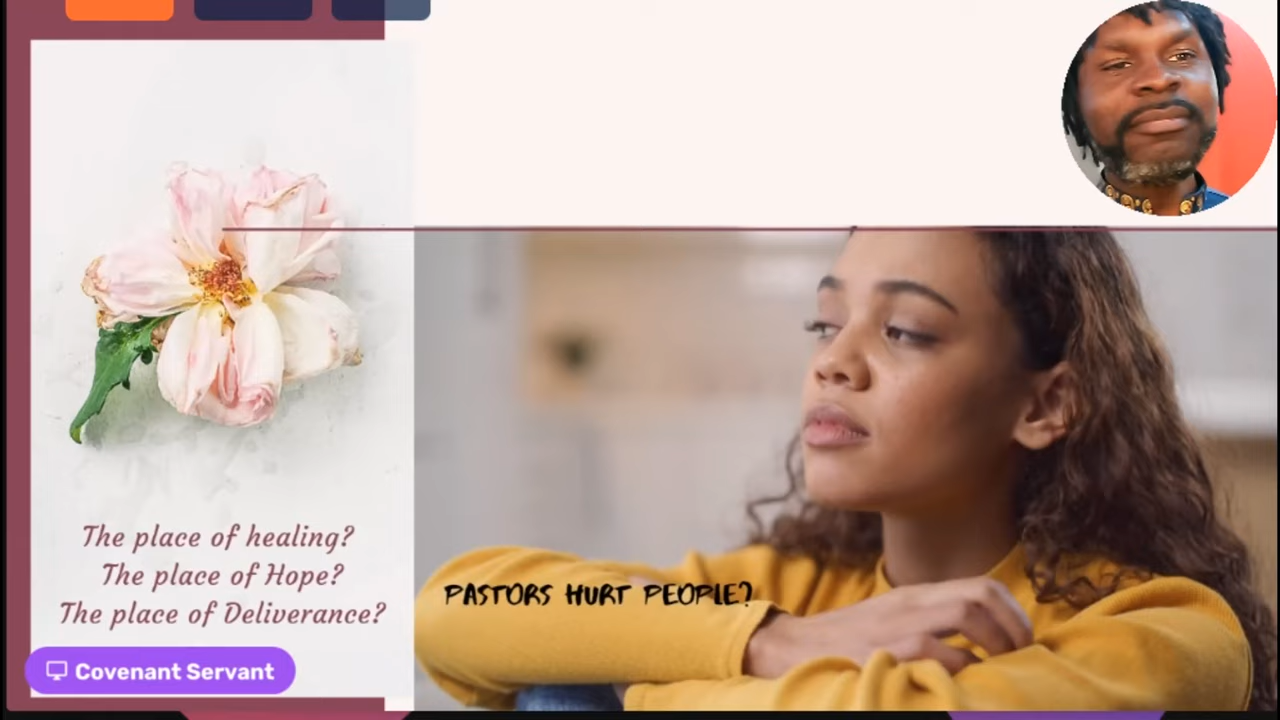 The place of healing?
The place of Hope?
The place of Deliverance?
PASTORS HURT PEOPLE?
Covenant Servant